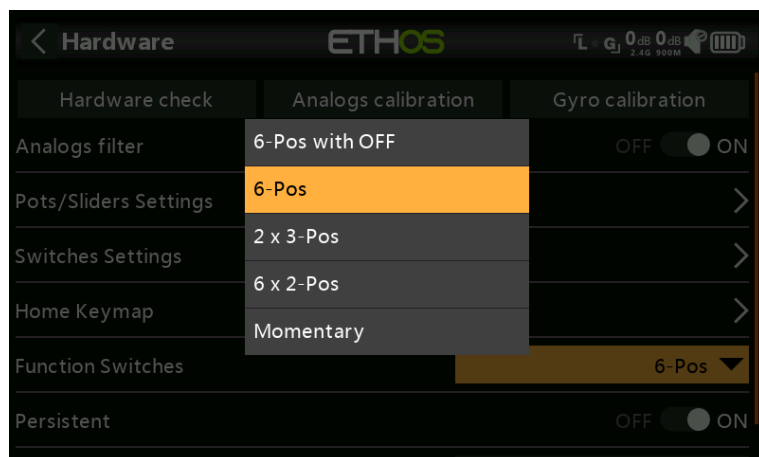 Hardware
ETHOS
L G 0dB 0dB
2.4G 900M
Hardware check
Analogs calibration
Gyro calibration
Analogs filter
OFF ON
Pots/Sliders Settings
Switches Settings
Home Keymap
Function Switches
6-Pos
Persistent
OFF ON
6-Pos with OFF
6-Pos
2 x 3-Pos
6 x 2-Pos
Momentary